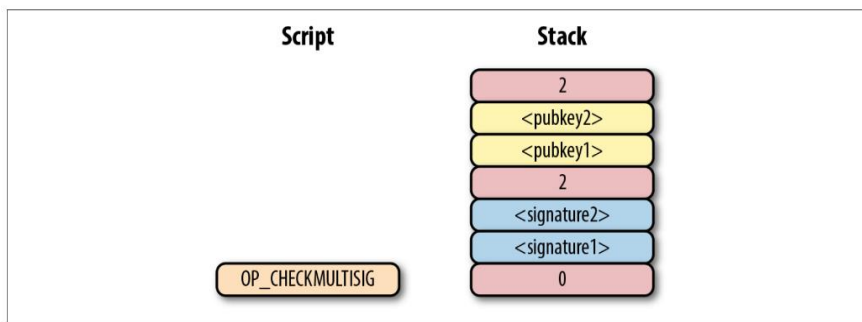 Script Stack
2
<pubkey2>
<pubkey1>
2
<signature2>
<signature1>
OP_CHECKMULTISIG 0